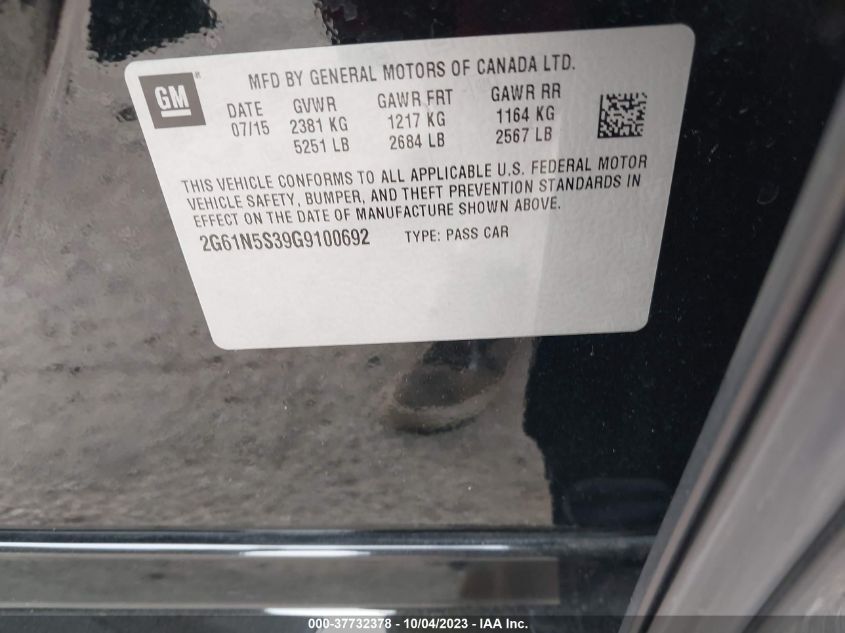 GM ® MFD BY GENERAL MOTORS OF CANADA LTD.
DATE GVWR GAWR FRT GAWR RR
07/15 2381 KG 1217 KG 1164 KG
5251 LB 2684 LB 2567 LB
THIS VEHICLE CONFORMS TO ALL APPLICABLE U.S. FEDERAL MOTOR
VEHICLE SAFETY, BUMPER, AND THEFT PREVENTION STANDARDS IN
EFFECT ON THE DATE OF MANUFACTURE SHOWN ABOVE.
2G61N5S39G9100692 TYPE: PASS CAR
000-37732378 - 10/04/2023 - IAA Inc.